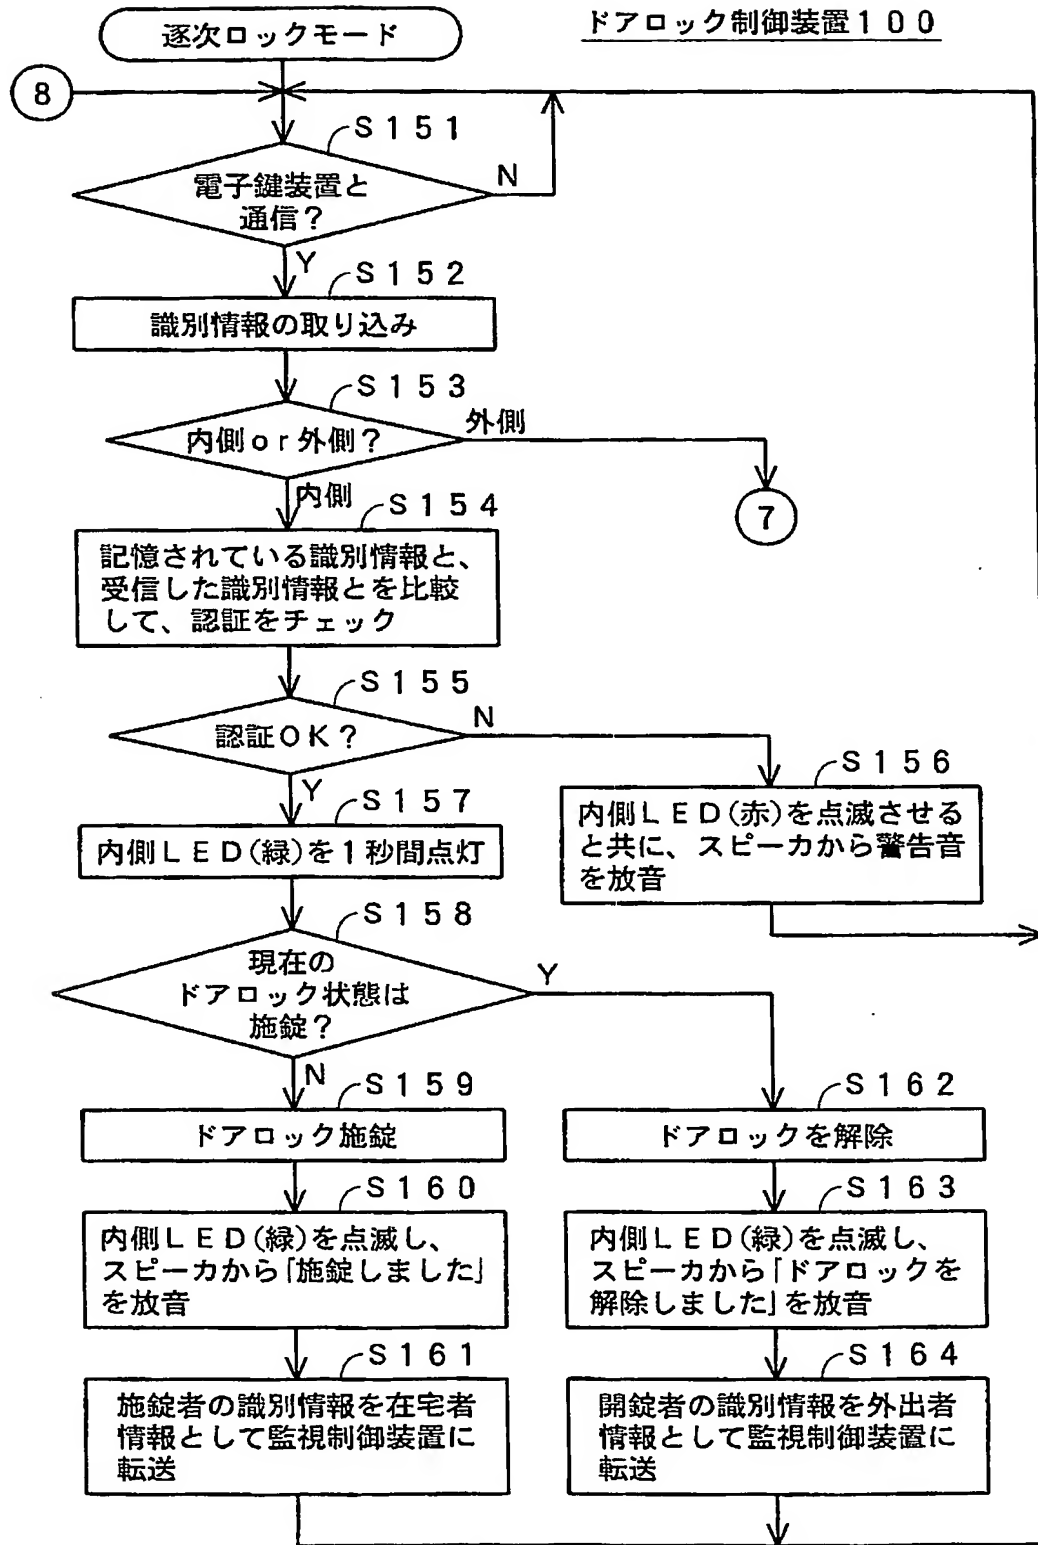 ドアロック制御装置100
逐次ロックモード
8
S151
電子鍵装置と
通信？
N
Y
S152
識別情報の取り込み
S153
内側or外側？
外側
内側
7
S154
記憶されている識別情報と、
受信した識別情報とを比較
して、認証をチェック
S155
認証OK？
N
Y
S156
内側LED(赤)を点滅させる
と共に、スピーカから警告音
を放音
S157
内側LED(緑)を1秒間点灯
S158
現在の
ドアロック状態は
施錠？
Y
N
S159
ドアロック施錠
S160
内側LED(緑)を点滅し、
スピーカから「施錠しました」
を放音
S161
施錠者の識別情報を在宅者
情報として監視制御装置に
転送
S162
ドアロックを解除
S163
内側LED(緑)を点滅し、
スピーカから「ドアロックを
解除しました」を放音
S164
開錠者の識別情報を外出者
情報として監視制御装置に
転送